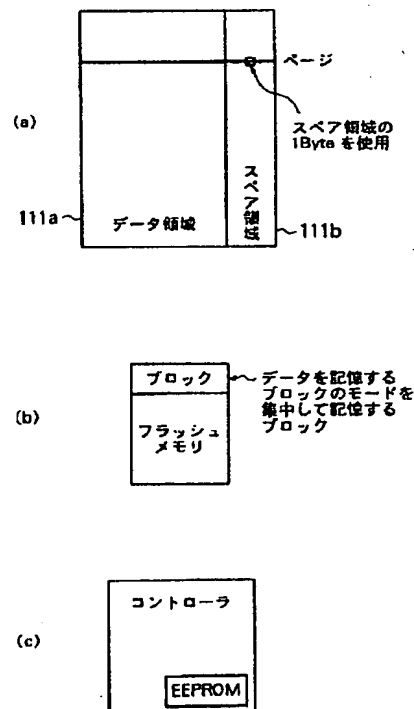 (a)
ページ
スペア領域の
1Byte を使用
スペア領域
111a
データ領域
111b
(b)
ブロック
データを記憶する
ブロックのモードを
集中して記憶する
ブロック
フラッシュ
メモリ
(c)
コントローラ
EEPROM